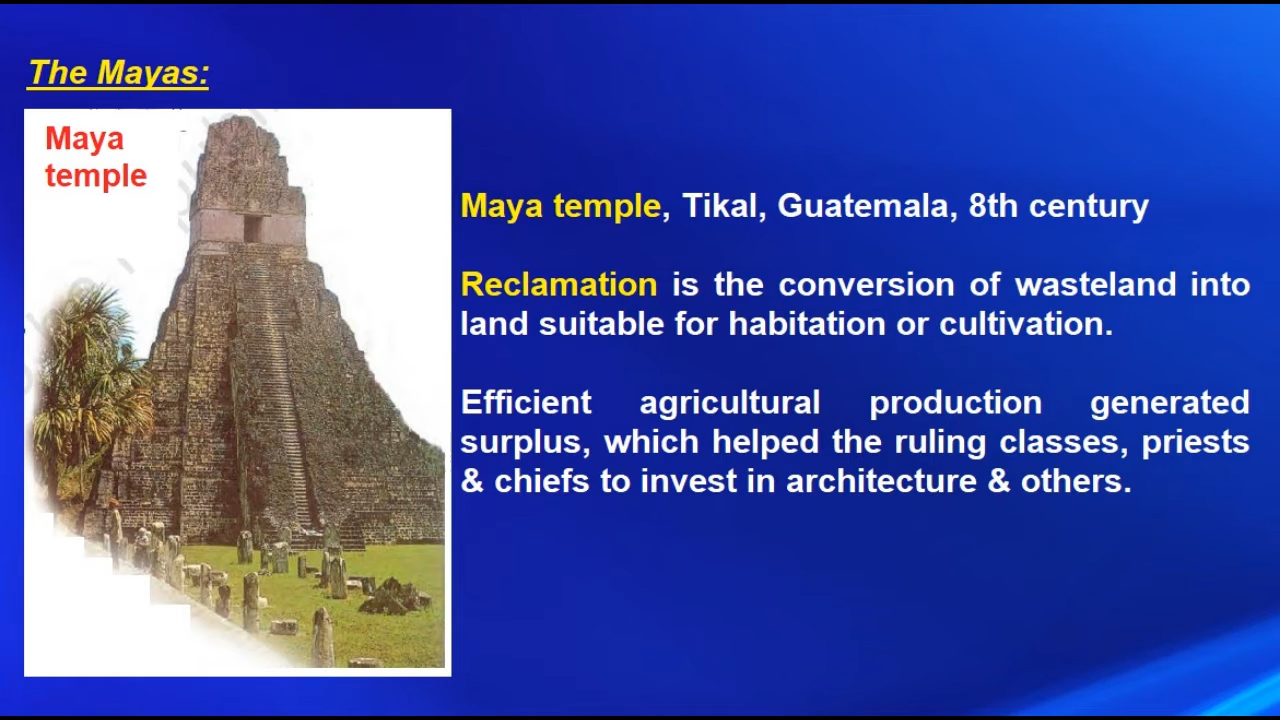 The Mayas:
Maya
temple
Maya temple, Tikal, Guatemala, 8th century
Reclamation is the conversion of wasteland into
land suitable for habitation or cultivation.
Efficient agricultural production generated
surplus, which helped the ruling classes, priests
& chiefs to invest in architecture & others.